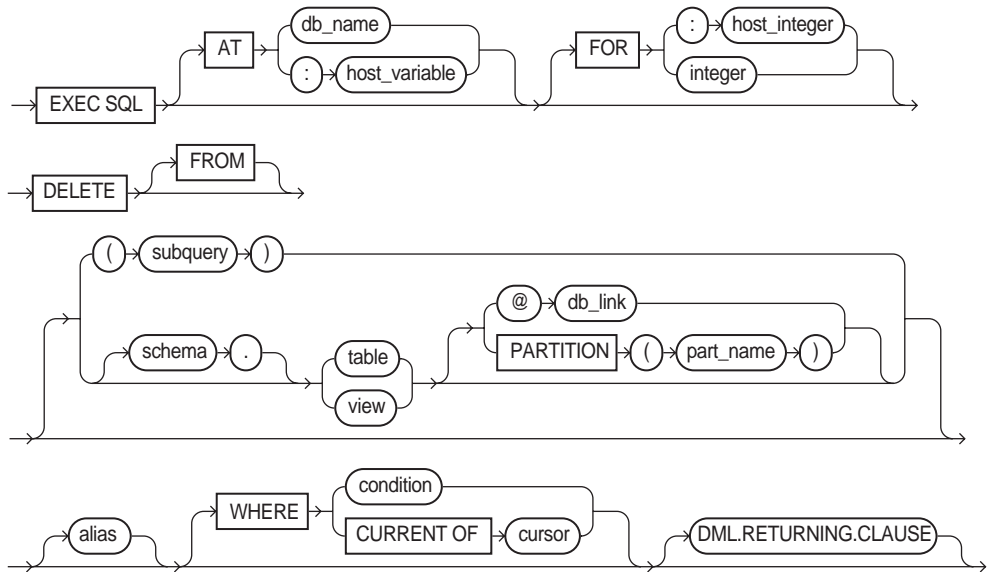 db_name
AT
: host_variable
: host_integer
FOR
integer
EXEC SQL
FROM
DELETE
( subquery )
@ db_link
schema . table
PARTITION ( part_name )
view
condition
alias WHERE DML.RETURNING.CLAUSE
CURRENT OF cursor